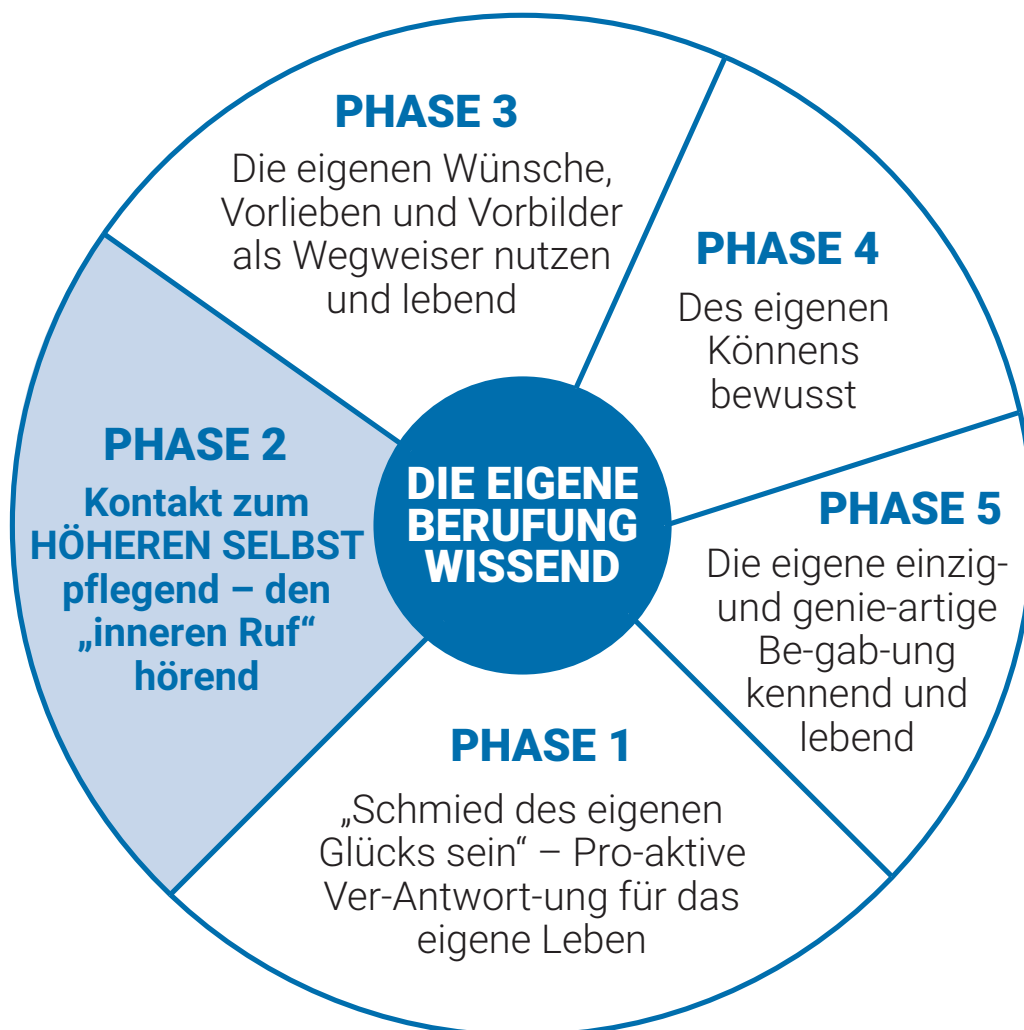 PHASE 3
Die eigenen Wünsche,
Vorlieben und Vorbilder
als Wegweiser nutzen
und lebend
PHASE 4
Des eigenen
Könnens
bewusst
PHASE 2
Kontakt zum
HÖHEREN SELBST
pflegend – den
„inneren Ruf“
hörend
DIE EIGENE
BERUFUNG
WISSEND
PHASE 5
Die eigene einzig-
und genie-artige
Be-gab-ung
kennend und
lebend
PHASE 1
„Schmied des eigenen
Glücks sein“ – Pro-aktive
Ver-Antwort-ung für das
eigene Leben